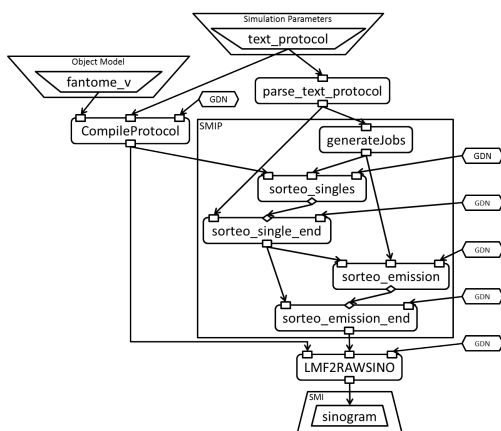 Simulation Parameters
text_protocol
Object Model
fantome_v
parse_text_protocol
GDN
CompileProtocol
SMIP
generateJobs
GDN
sorteo_singles
GDN
sorteo_single_end
GDN
sorteo_emission
GDN
sorteo_emission_end
GDN
LMF2RAWSINO
SMI
sinogram